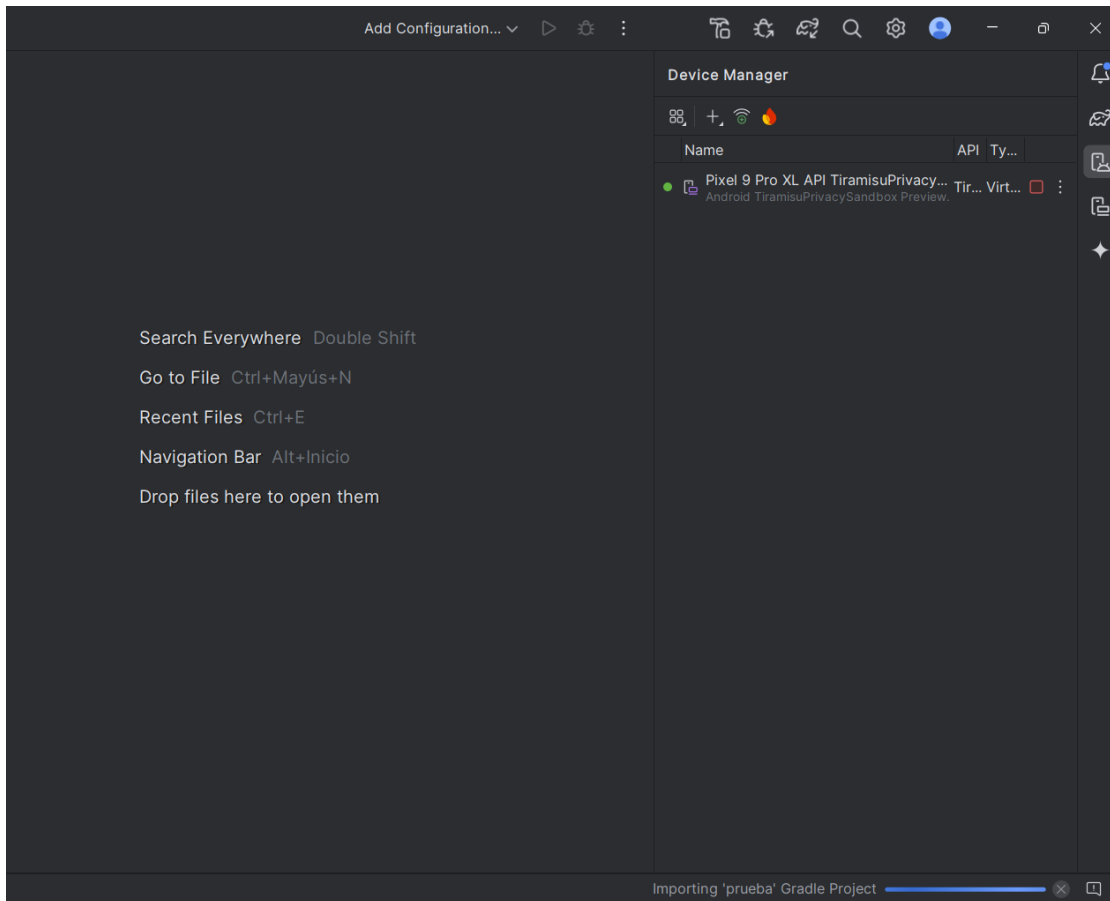 Add Configuration...
Device Manager
Name API Ty...
Pixel 9 Pro XL API TiramisuPrivacy... Tir... Virt...
Android TiramisuPrivacySandbox Preview.
Search Everywhere Double Shift
Go to File Ctrl+Mayús+N
Recent Files Ctrl+E
Navigation Bar Alt+Inicio
Drop files here to open them
Importing 'prueba' Gradle Project